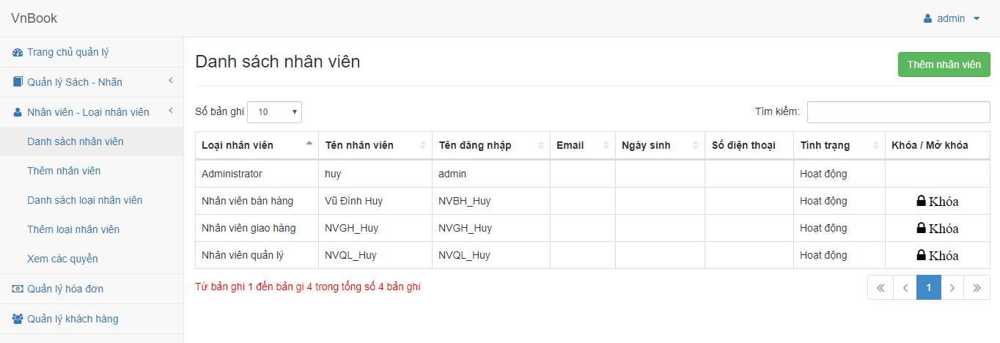 VnBook
admin
Trang chủ quản lý
Quản lý Sách - Nhãn
Nhân viên - Loại nhân viên
Danh sách nhân viên
Thêm nhân viên
Danh sách loại nhân viên
Thêm loại nhân viên
Xem các quyền
Quản lý hóa đơn
Quản lý khách hàng
Danh sách nhân viên
Thêm nhân viên
Số bản ghi 10
Tìm kiếm:
Loại nhân viên Tên nhân viên Tên đăng nhập Email Ngày sinh Số điện thoại Tình trạng Khóa / Mở khóa
Administrator huy admin Hoạt động
Nhân viên bán hàng Vũ Đình Huy NVBH_Huy Hoạt động Khóa
Nhân viên giao hàng NVGH_Huy NVGH_Huy Hoạt động Khóa
Nhân viên quản lý NVQL_Huy NVQL_Huy Hoạt động Khóa
Từ bản ghi 1 đến bản gi 4 trong tổng số 4 bản ghi
« ‹ 1 › »